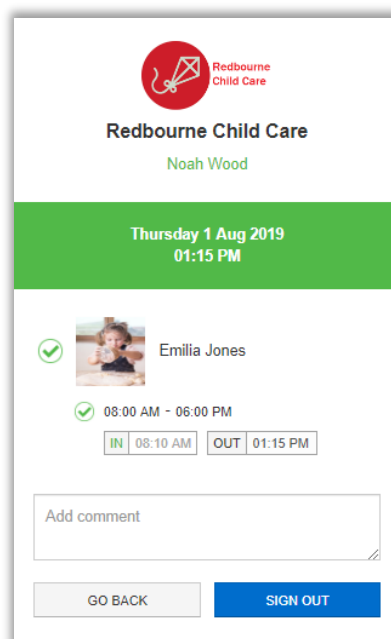 Redbourne
Child Care
Redbourne Child Care
Noah Wood
Thursday 1 Aug 2019
01:15 PM
Emilia Jones
08:00 AM - 06:00 PM
IN 08:10 AM OUT 01:15 PM
Add comment
GO BACK SIGN OUT